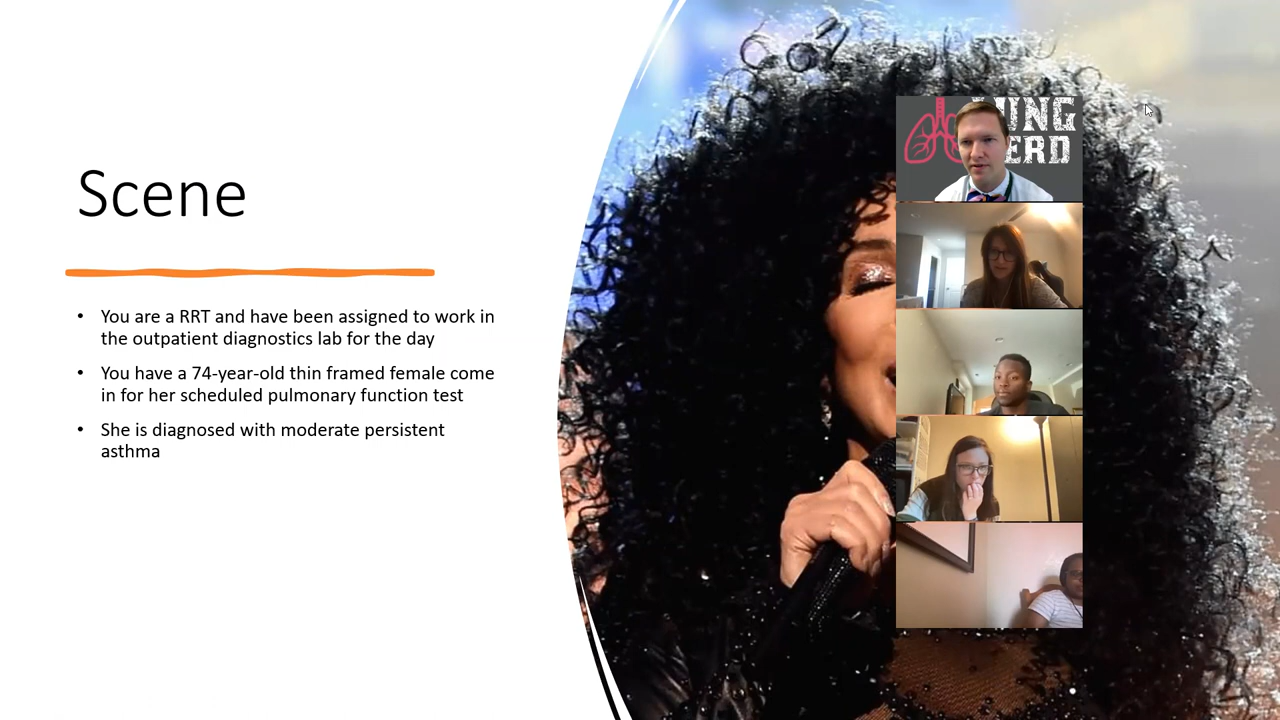 Scene
• You are a RRT and have been assigned to work in
the outpatient diagnostics lab for the day
• You have a 74-year-old thin framed female come
in for her scheduled pulmonary function test
• She is diagnosed with moderate persistent
asthma